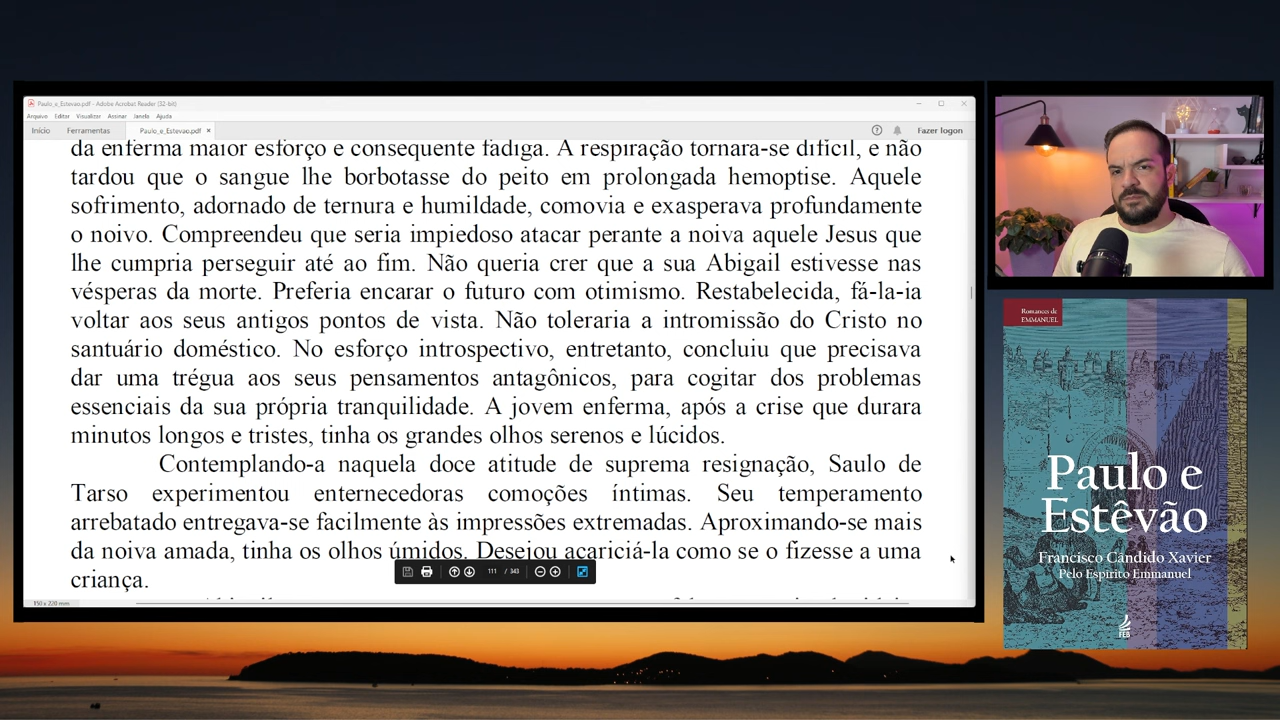 Paulo_e_Estevao.pdf - Adobe Acrobat Reader (32-bit)
Arquivo Editar Visualizar Assinar Janela Ajuda
Início Ferramentas Paulo_e_Estevao.pdf × Fazer logon
da enferma maior esforço e consequente fadiga. A respiração tornara-se difícil, e não
tardou que o sangue lhe borbotasse do peito em prolongada hemoptise. Aquele
sofrimento, adornado de ternura e humildade, comovia e exasperava profundamente
o noivo. Compreendeu que seria impiedoso atacar perante a noiva aquele Jesus que
lhe cumpria perseguir até ao fim. Não queria crer que a sua Abigail estivesse nas
vésperas da morte. Preferia encarar o futuro com otimismo. Restabelecida, fá-la-ia
voltar aos seus antigos pontos de vista. Não toleraria a intromissão do Cristo no
santuário doméstico. No esforço introspectivo, entretanto, concluiu que precisava
dar uma trégua aos seus pensamentos antagônicos, para cogitar dos problemas
essenciais da sua própria tranquilidade. A jovem enferma, após a crise que durara
minutos longos e tristes, tinha os grandes olhos serenos e lúcidos.
Contemplando-a naquela doce atitude de suprema resignação, Saulo de
Tarso experimentou enternecedoras comoções íntimas. Seu temperamento
arrebatado entregava-se facilmente às impressões extremadas. Aproximando-se mais
da noiva amada, tinha os olhos úmidos. Desejou acariciá-la como se o fizesse a uma
criança.
111 / 343
150 x 220 mm
Romances de
EMMANUEL
Paulo e
Estêvão
Francisco Cândido Xavier
Pelo Espírito Emmanuel
FEB